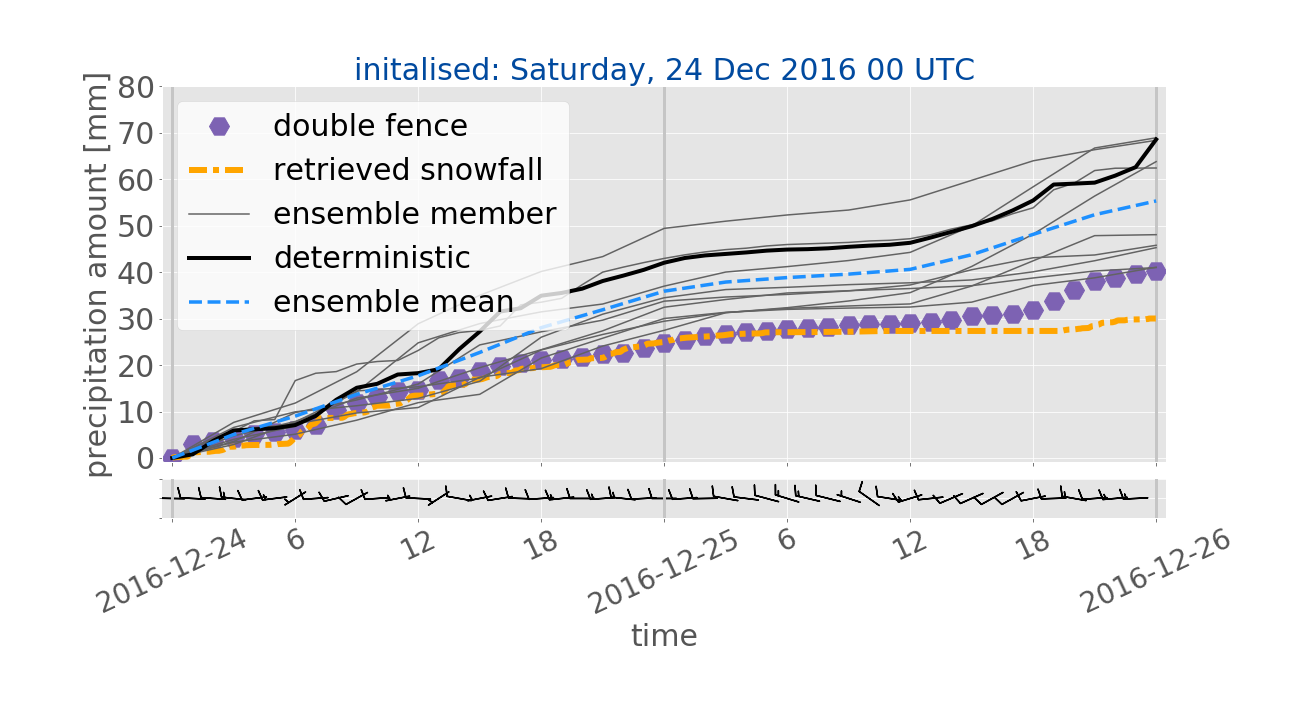 initalised: Saturday, 24 Dec 2016 00 UTC
precipitation amount [mm]
80
70
60
50
40
30
20
10
0
double fence
retrieved snowfall
ensemble member
deterministic
ensemble mean
2016-12-24 6 12 18 2016-12-25 6 12 18 2016-12-26
time